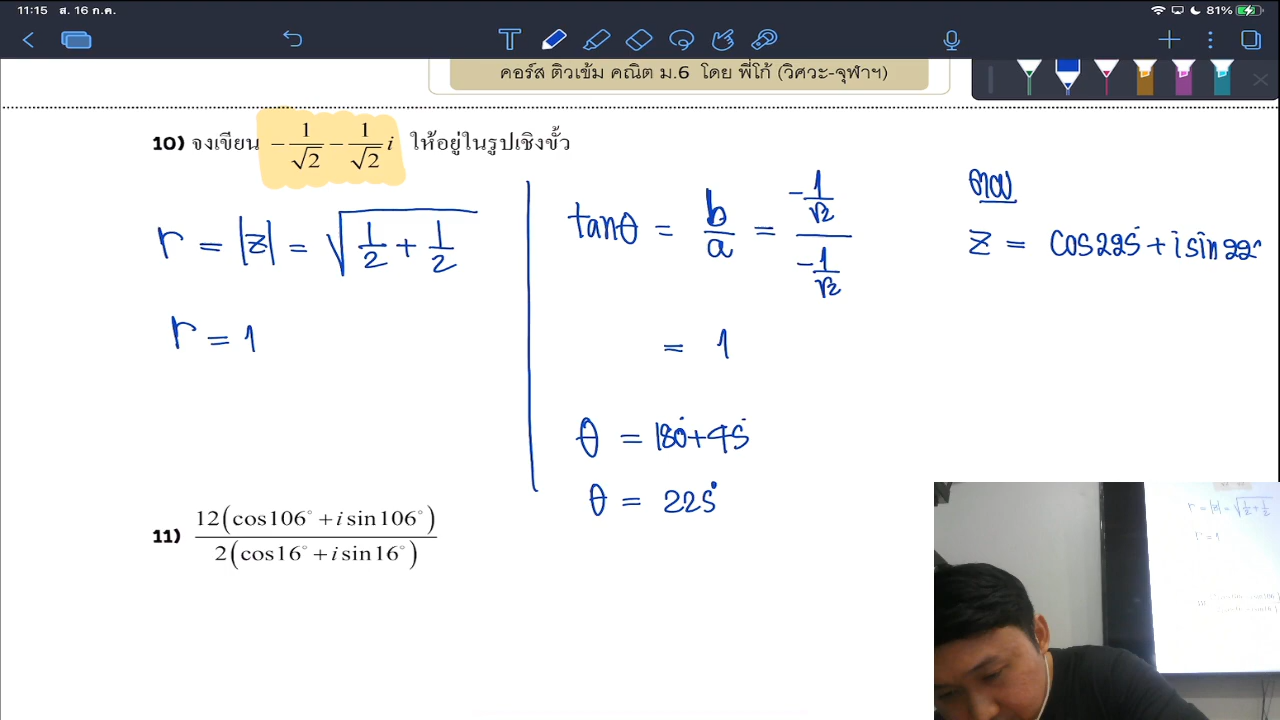 11:15 ส. 16 ก.ค. 81%
คอร์ส ติวเข้ม คณิต ม.6 โดย พี่โก้ (วิศวะ-จุฬาฯ)
10) จงเขียน -1/√2 - 1/√2 i ให้อยู่ในรูปเชิงขั้ว
r = |z| = √(1/2 + 1/2)
r = 1
tanθ = b/a = (-1/√2)/(-1/√2)
= 1
θ = 180°+45°
θ = 225°
ตอบ
z = cos225°+isin22
11) 12(cos106°+isin106°)/2(cos16°+isin16°)